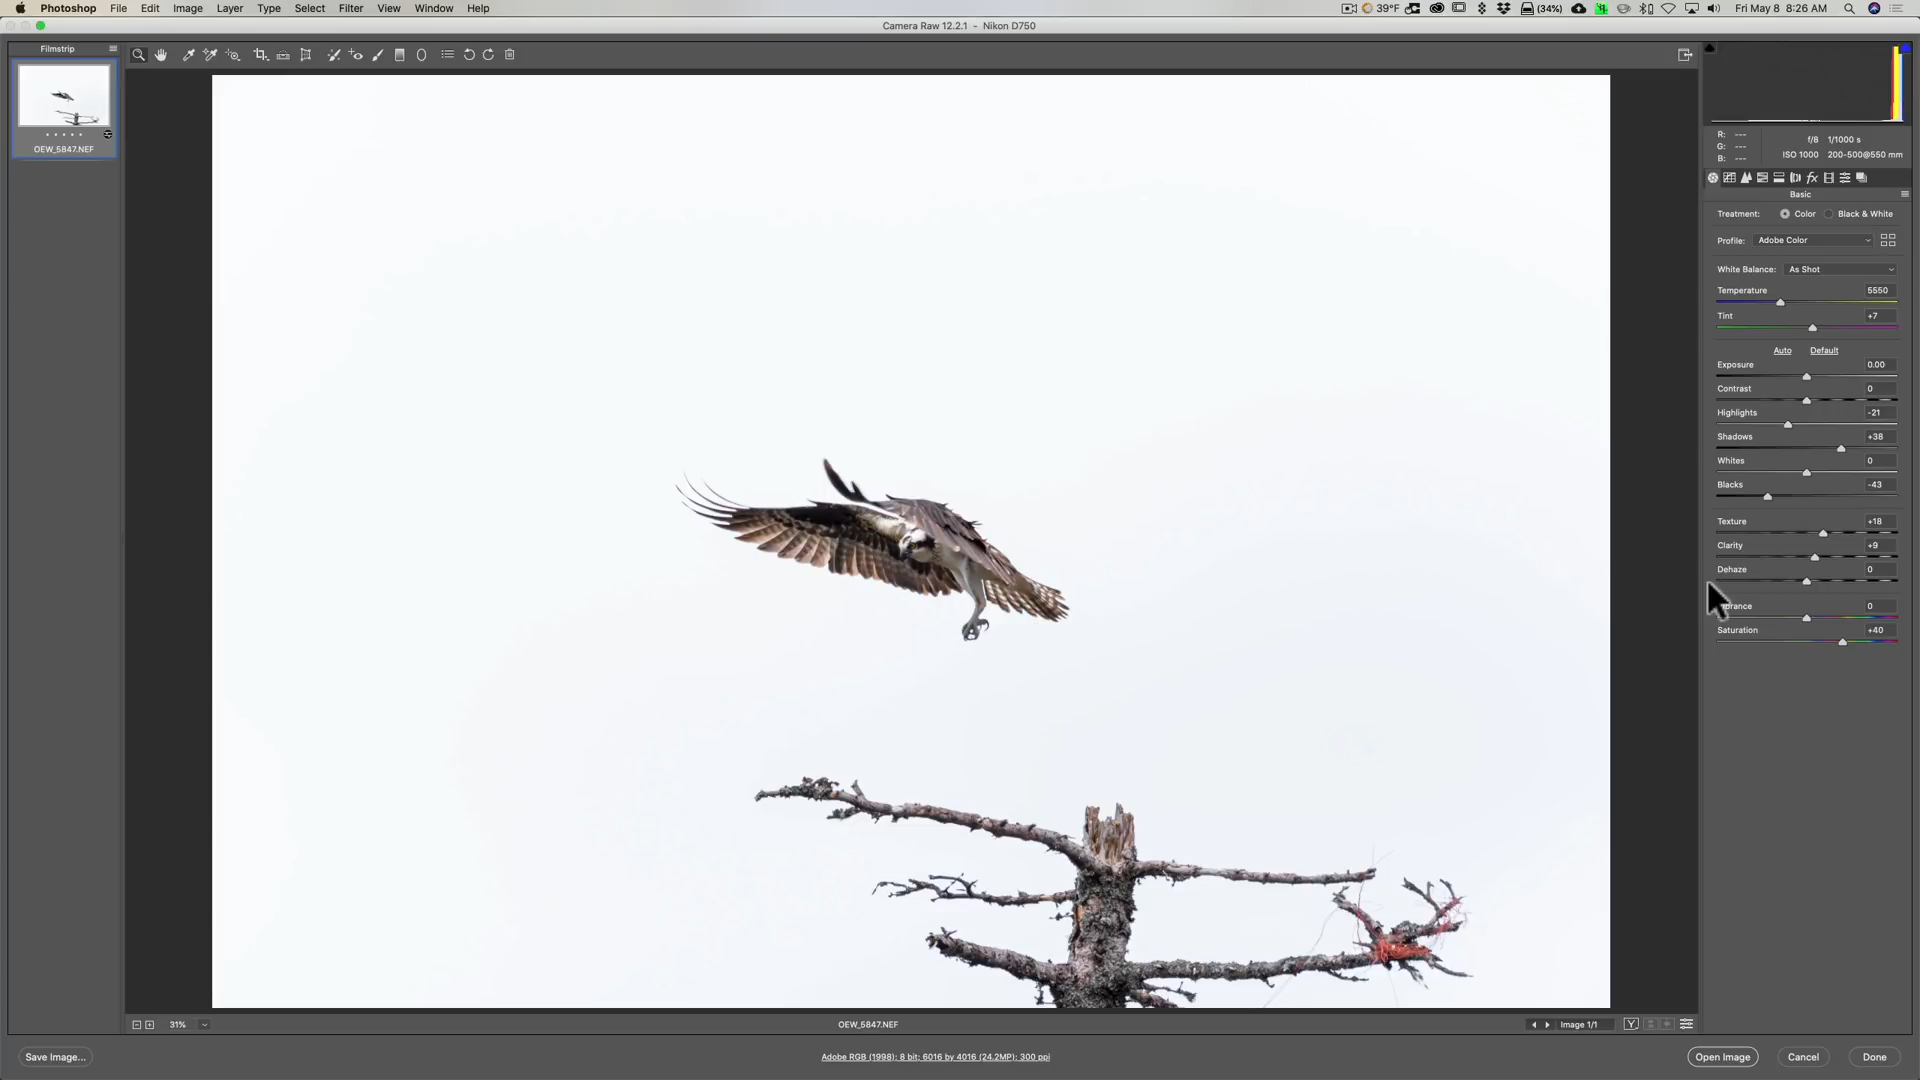 Photoshop File Edit Image Layer Type Select Filter View Window Help 39°F (34%) Fri May 8 8:26 AM
Camera Raw 12.2.1 - Nikon D750
Filmstrip
OEW_5847.NEF
R: ---
G: ---
B: ---
f/8 1/1000 s
ISO 1000 200-500@550 mm
fx
Basic
Treatment: Color Black & White
Profile: Adobe Color
White Balance: As Shot
Temperature 5550
Tint +7
Auto Default
Exposure 0.00
Contrast 0
Highlights -21
Shadows +38
Whites 0
Blacks -43
Texture +18
Clarity +9
Dehaze 0
brance 0
Saturation +40
31% OEW_5847.NEF Image 1/1 Y
Save Image... Adobe RGB (1998); 8 bit; 6016 by 4016 (24.2MP); 300 ppi Open Image Cancel Done